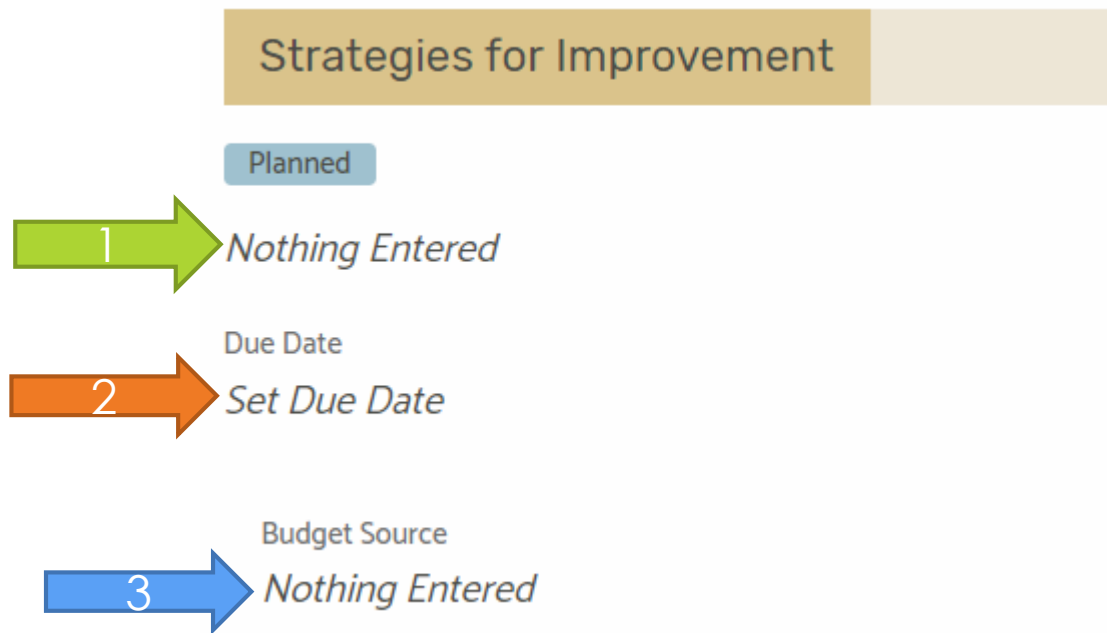 Strategies for Improvement
Planned
1 Nothing Entered
Due Date
2 Set Due Date
Budget Source
3 Nothing Entered